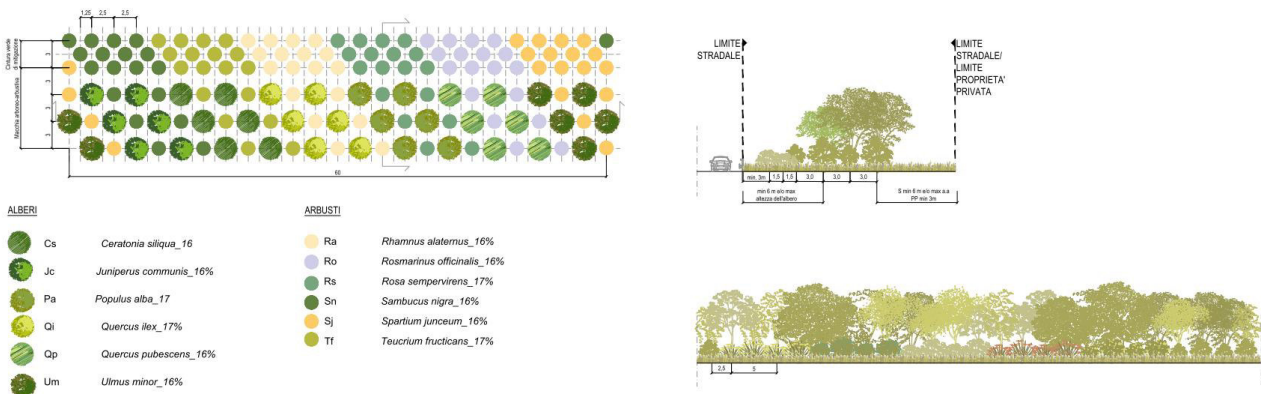 1,25
2,5
2,5
Cintura verde
di mitigazione
Macchia arboreo-arbustiva
3
3
3
3
60
ALBERI
Cs Ceratonia siliqua_16
Jc Juniperus communis_16%
Pa Populus alba_17
Qi Quercus ilex_17%
Qp Quercus pubescens_16%
Um Ulmus minor_16%
ARBUSTI
Ra Rhamnus alaternus_16%
Ro Rosmarinus officinalis_16%
Rs Rosa sempervirens_17%
Sn Sambucus nigra_16%
Sj Spartium junceum_16%
Tf Teucrium fructicans_17%
LIMITE
STRADALE
LIMITE
STRADALE/
LIMITE
PROPRIETA'
PRIVATA
min. 3m
1,5
1,5
3,0
3,0
3,0
min 6 m e/o max
altezza dell'albero
S min 6 m e/o max a.a
PP min 3m
2,5
5